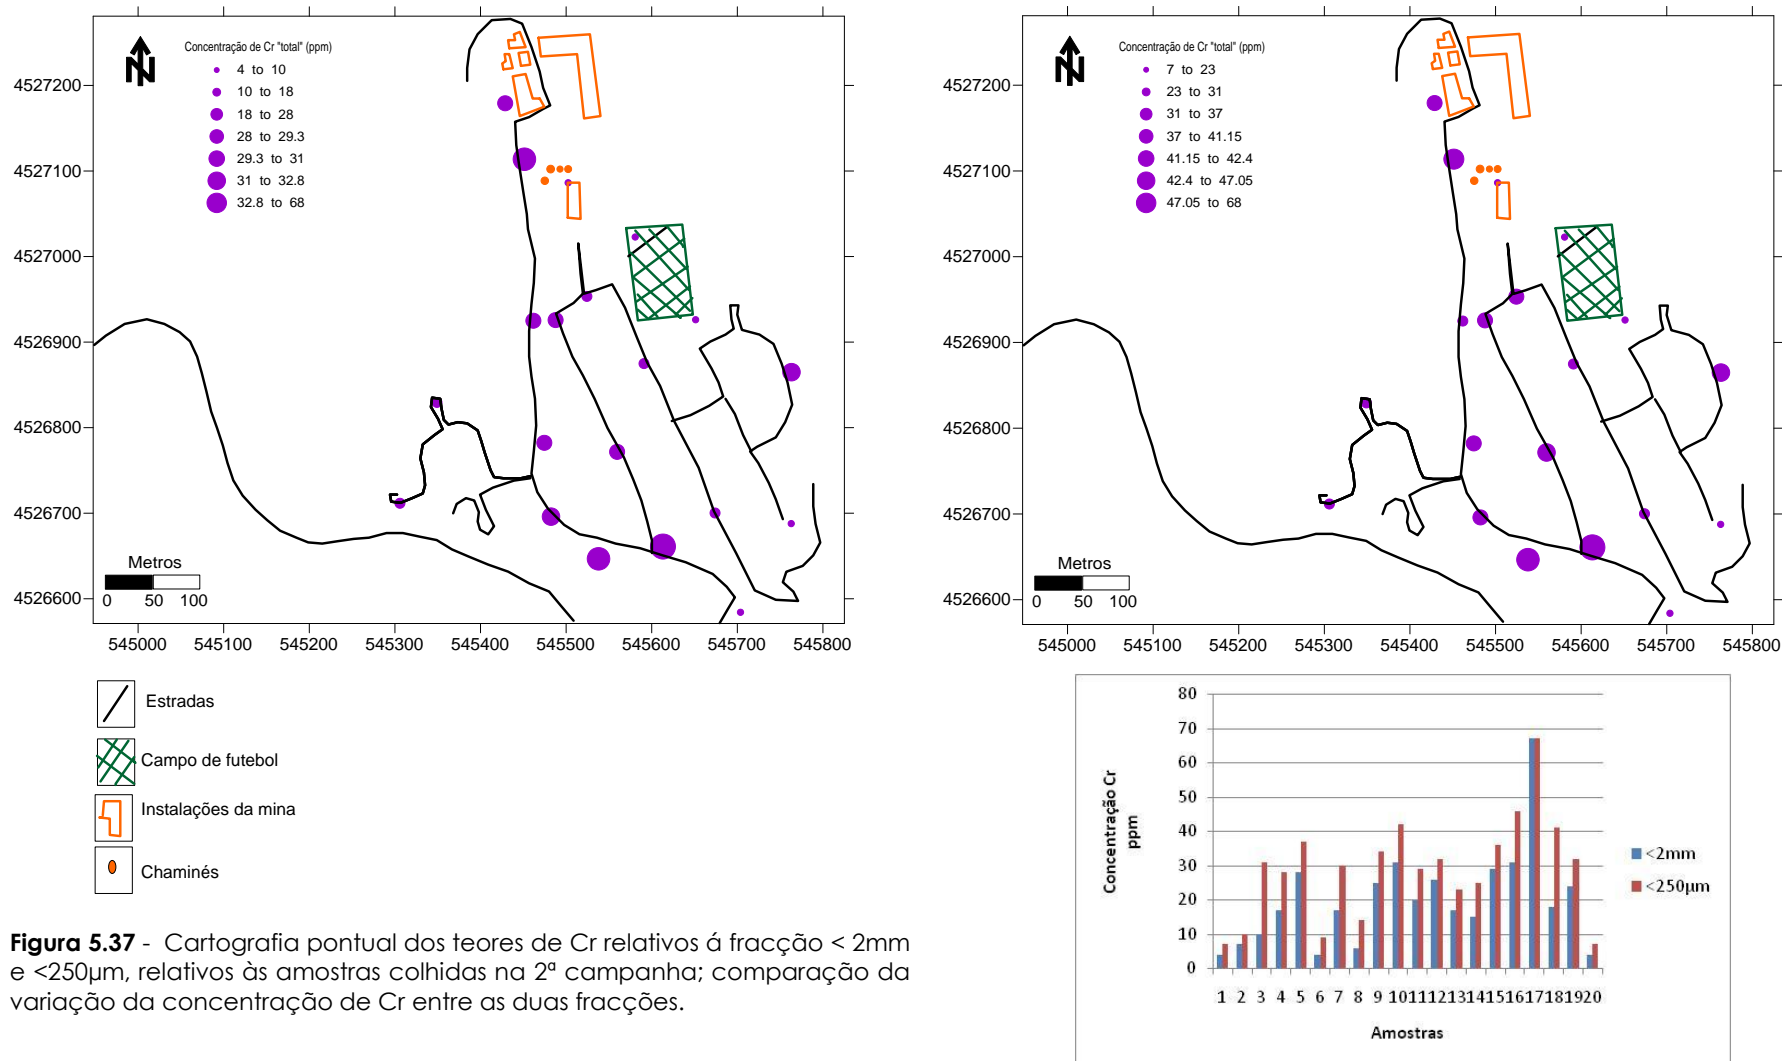 Concentração de Cr "total" (ppm)
4 to 10
10 to 18
18 to 28
28 to 29.3
29.3 to 31
31 to 32.8
32.8 to 68
N
4527200
4527100
4527000
4526900
4526800
4526700
4526600
Metros
0 50 100
545000 545100 545200 545300 545400 545500 545600 545700 545800
Concentração de Cr "total" (ppm)
7 to 23
23 to 31
31 to 37
37 to 41.15
41.15 to 42.4
42.4 to 47.05
47.05 to 68
N
4527200
4527100
4527000
4526900
4526800
4526700
4526600
Metros
0 50 100
545000 545100 545200 545300 545400 545500 545600 545700 545800
Estradas
Campo de futebol
Instalações da mina
Chaminés
Figura 5.37 - Cartografia pontual dos teores de Cr relativos á fracção < 2mm
e <250µm, relativos às amostras colhidas na 2ª campanha; comparação da
variação da concentração de Cr entre as duas fracções.
Concentração Cr
ppm
80
70
60
50
40
30
20
10
0
1 2 3 4 5 6 7 8 9 10 11 12 13 14 15 16 17 18 19 20
Amostras
<2mm
<250µm